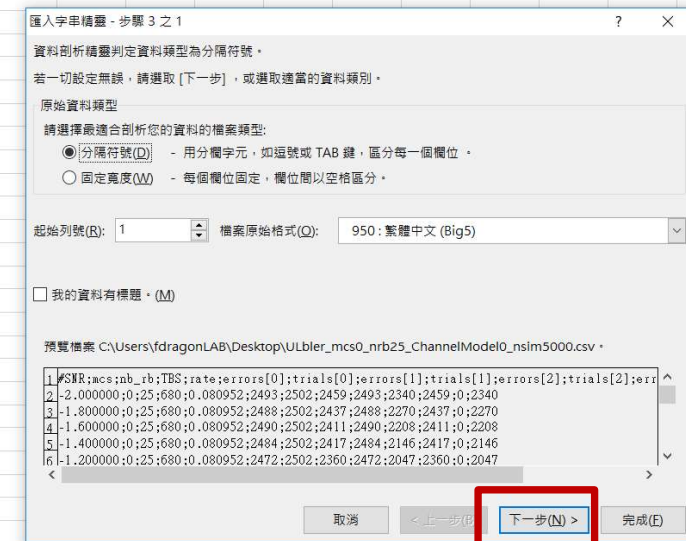 匯入字串精靈 - 步驟 3 之 1 ? ×
資料剖析精靈判定資料類型為分隔符號。
若一切設定無誤,請選取 [下一步] ,或選取適當的資料類別。
原始資料類型
請選擇最適合剖析您的資料的檔案類型:
分隔符號(D) - 用分欄字元,如逗號或 TAB 鍵,區分每一個欄位 。
固定寬度(W) - 每個欄位固定,欄位間以空格區分。
起始列號(R): 1 檔案原始格式(O): 950 : 繁體中文 (Big5)
我的資料有標題。(M)
預覽檔案 C:\Users\fdragonLAB\Desktop\ULbler_mcs0_nrb25_ChannelModel0_nsim5000.csv。
1 #SNR;mcs;nb_rb;TBS;rate;errors[0];trials[0];errors[1];trials[1];errors[2];trials[2];err
2 -2.000000;0;25;680;0.080952;2493;2502;2459;2493;2340;2459;0;2340
3 -1.800000;0;25;680;0.080952;2488;2502;2437;2488;2270;2437;0;2270
4 -1.600000;0;25;680;0.080952;2490;2502;2411;2490;2208;2411;0;2208
5 -1.400000;0;25;680;0.080952;2484;2502;2417;2484;2146;2417;0;2146
6 -1.200000;0;25;680;0.080952;2472;2502;2360;2472;2047;2360;0;2047
取消 < 上一步(B) 下一步(N) > 完成(F)